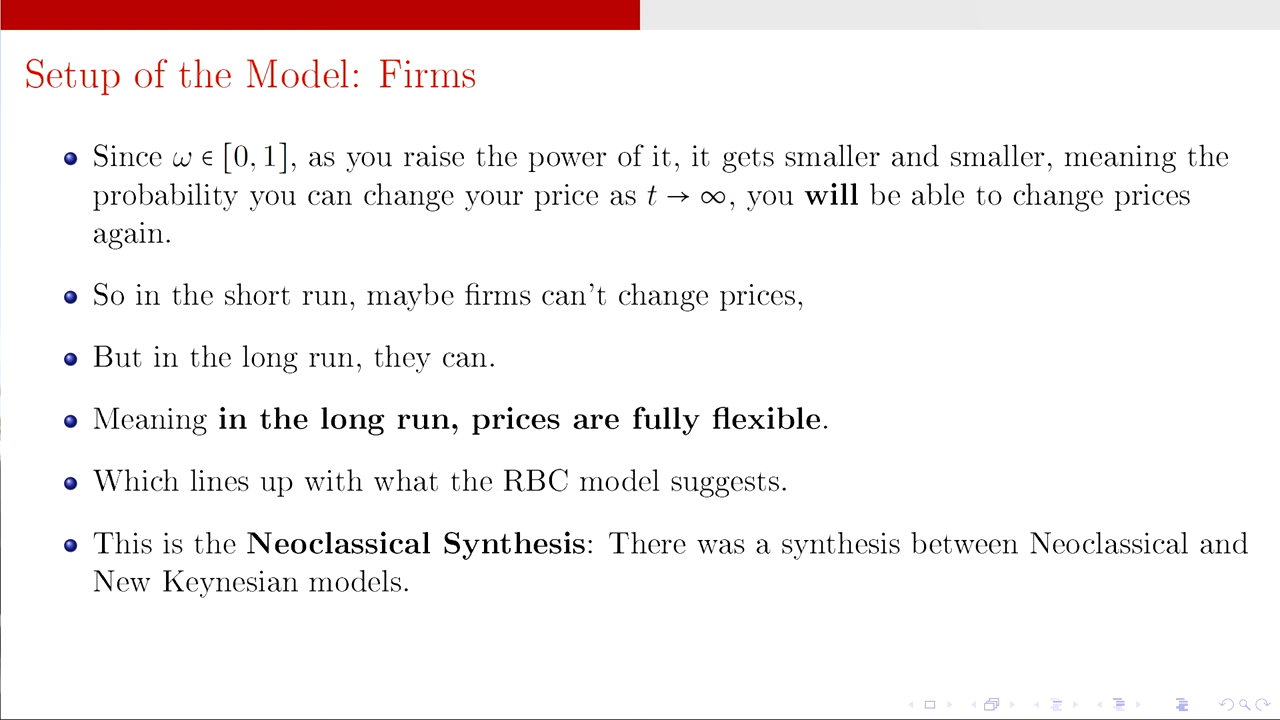 Setup of the Model: Firms
Since ω ∈ [0, 1], as you raise the power of it, it gets smaller and smaller, meaning the
probability you can change your price as t → ∞, you will be able to change prices
again.
So in the short run, maybe firms can't change prices,
But in the long run, they can.
Meaning in the long run, prices are fully flexible.
Which lines up with what the RBC model suggests.
This is the Neoclassical Synthesis: There was a synthesis between Neoclassical and
New Keynesian models.